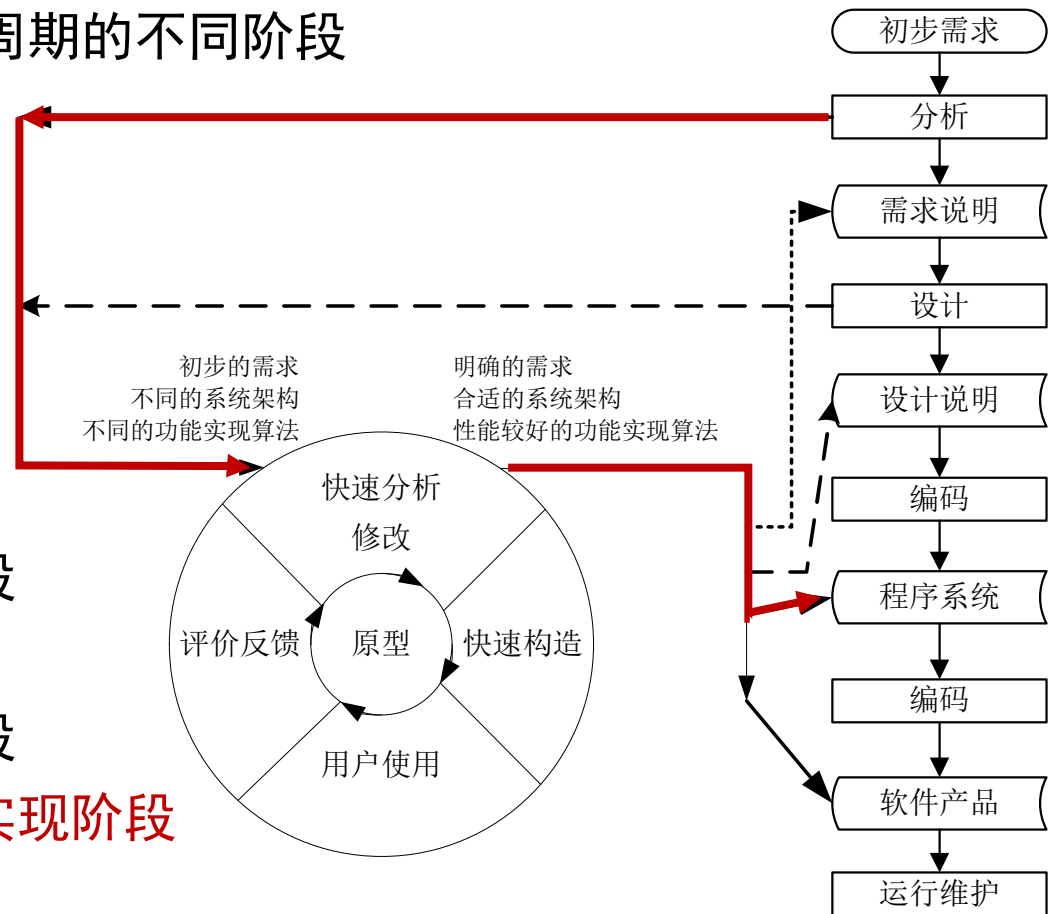 周期的不同阶段
初步需求
分析
需求说明
设计
初步的需求
不同的系统架构
不同的功能实现算法
明确的需求
合适的系统架构
性能较好的功能实现算法
设计说明
快速分析
修改
编码
段
程序系统
评价反馈
原型
快速构造
编码
段
用户使用
实现阶段
软件产品
运行维护